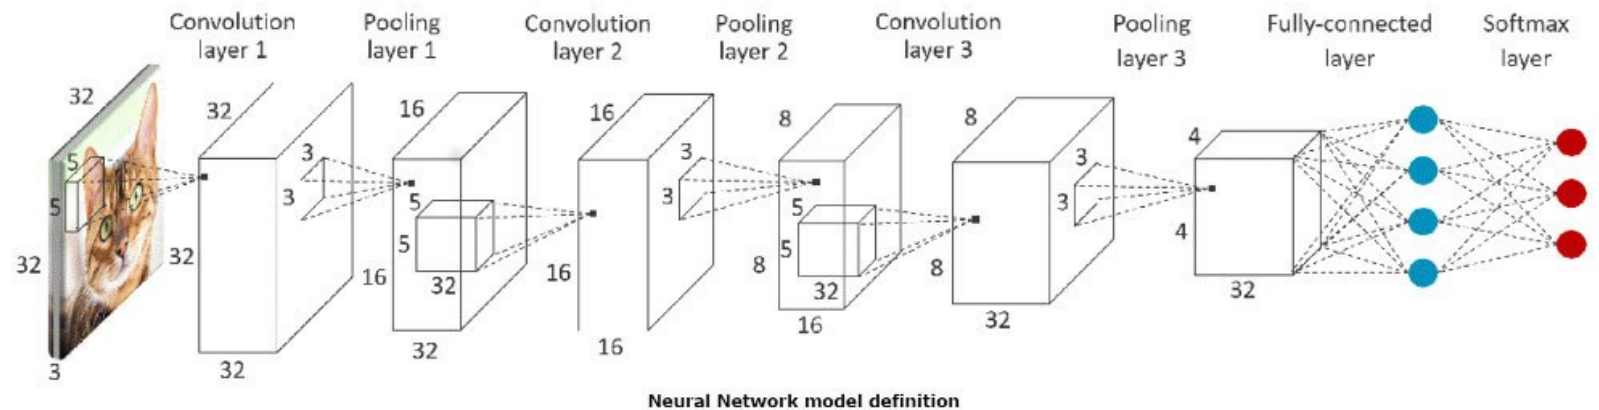 Convolution
layer 1
Pooling
layer 1
Convolution
layer 2
Pooling
layer 2
Convolution
layer 3
Pooling
layer 3
Fully-connected
layer
Softmax
layer
32
5
5
32
3
32
32
32
3
3
16
16
5
5
32
32
16
16
16
3
3
8
8
5
5
32
16
8
8
32
3
3
4
4
32
Neural Network model definition